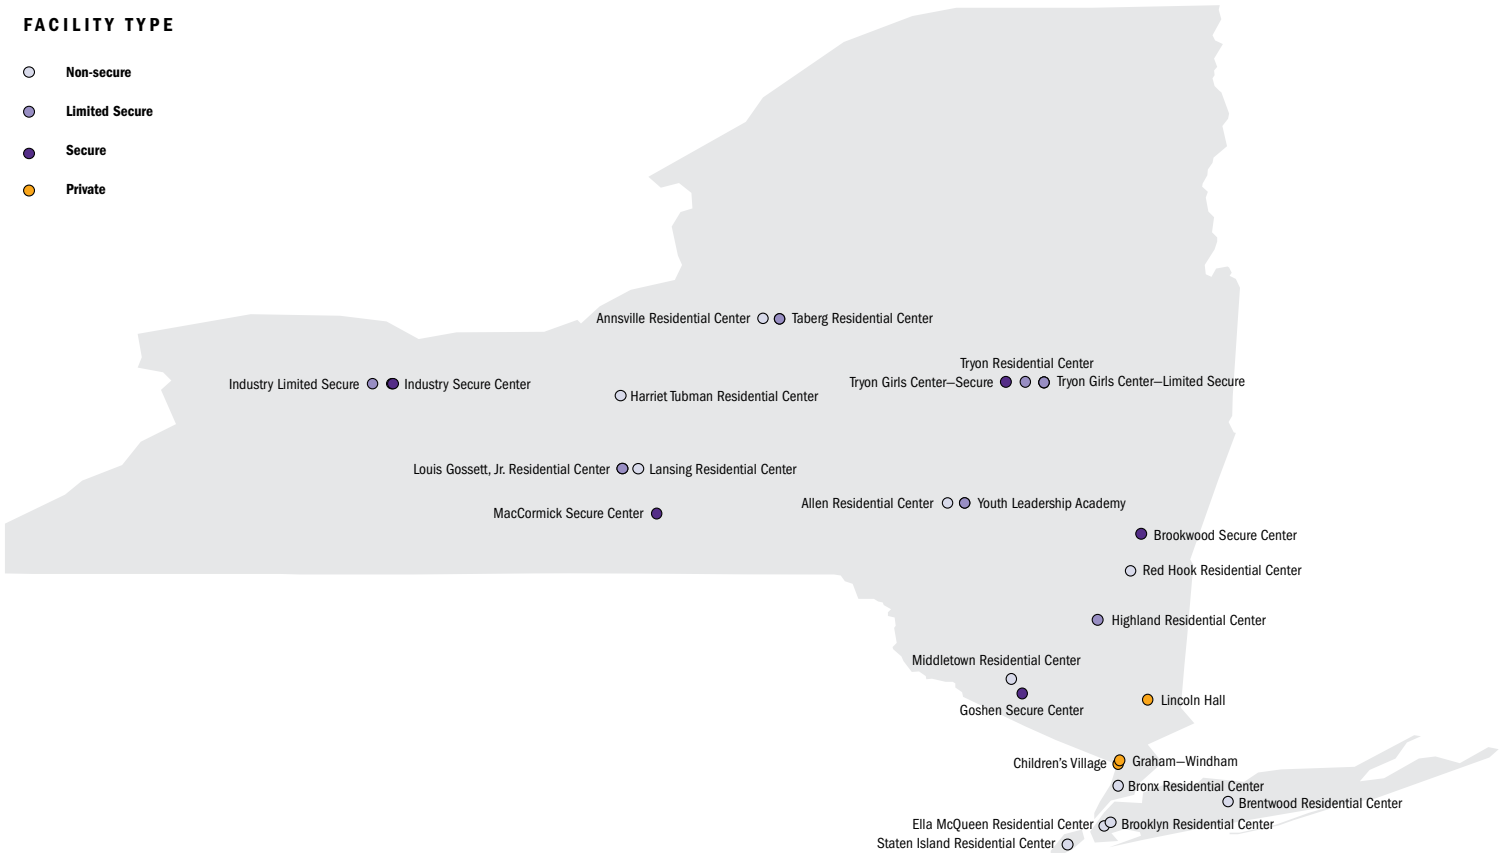 FACILITY TYPE
Non-secure
Limited Secure
Secure
Private
Annsville Residential Center
Taberg Residential Center
Tryon Residential Center
Industry Limited Secure
Industry Secure Center
Tryon Girls Center—Secure
Tryon Girls Center—Limited Secure
Harriet Tubman Residential Center
Louis Gossett, Jr. Residential Center
Lansing Residential Center
Allen Residential Center
Youth Leadership Academy
MacCormick Secure Center
Brookwood Secure Center
Red Hook Residential Center
Highland Residential Center
Middletown Residential Center
Lincoln Hall
Goshen Secure Center
Children’s Village
Graham—Windham
Bronx Residential Center
Brentwood Residential Center
Ella McQueen Residential Center
Brooklyn Residential Center
Staten Island Residential Center